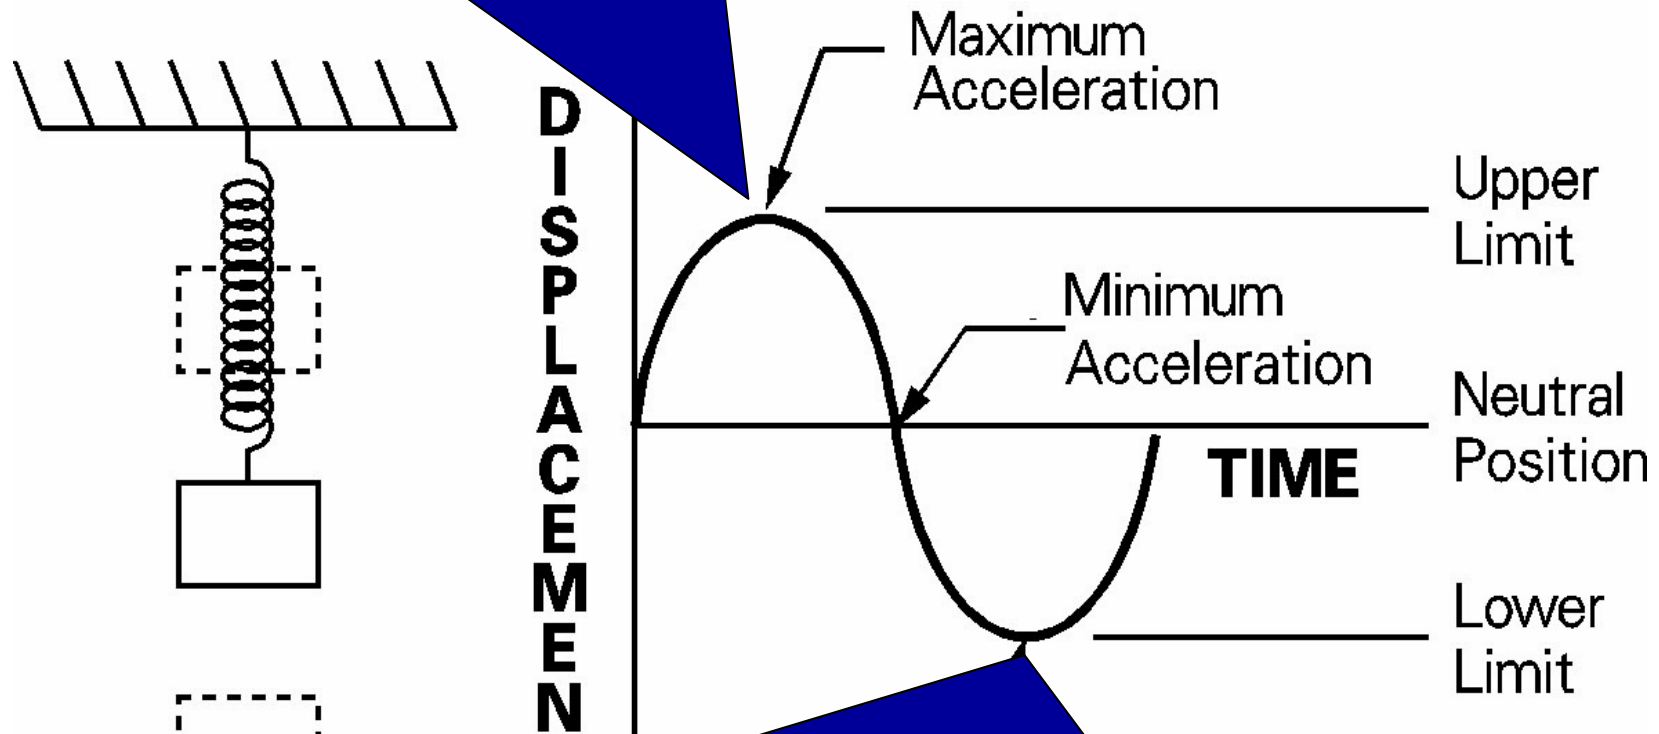 Maximum
Acceleration
DISPLACEMEN
Upper
Limit
Minimum
Acceleration
Neutral
Position
TIME
Lower
Limit